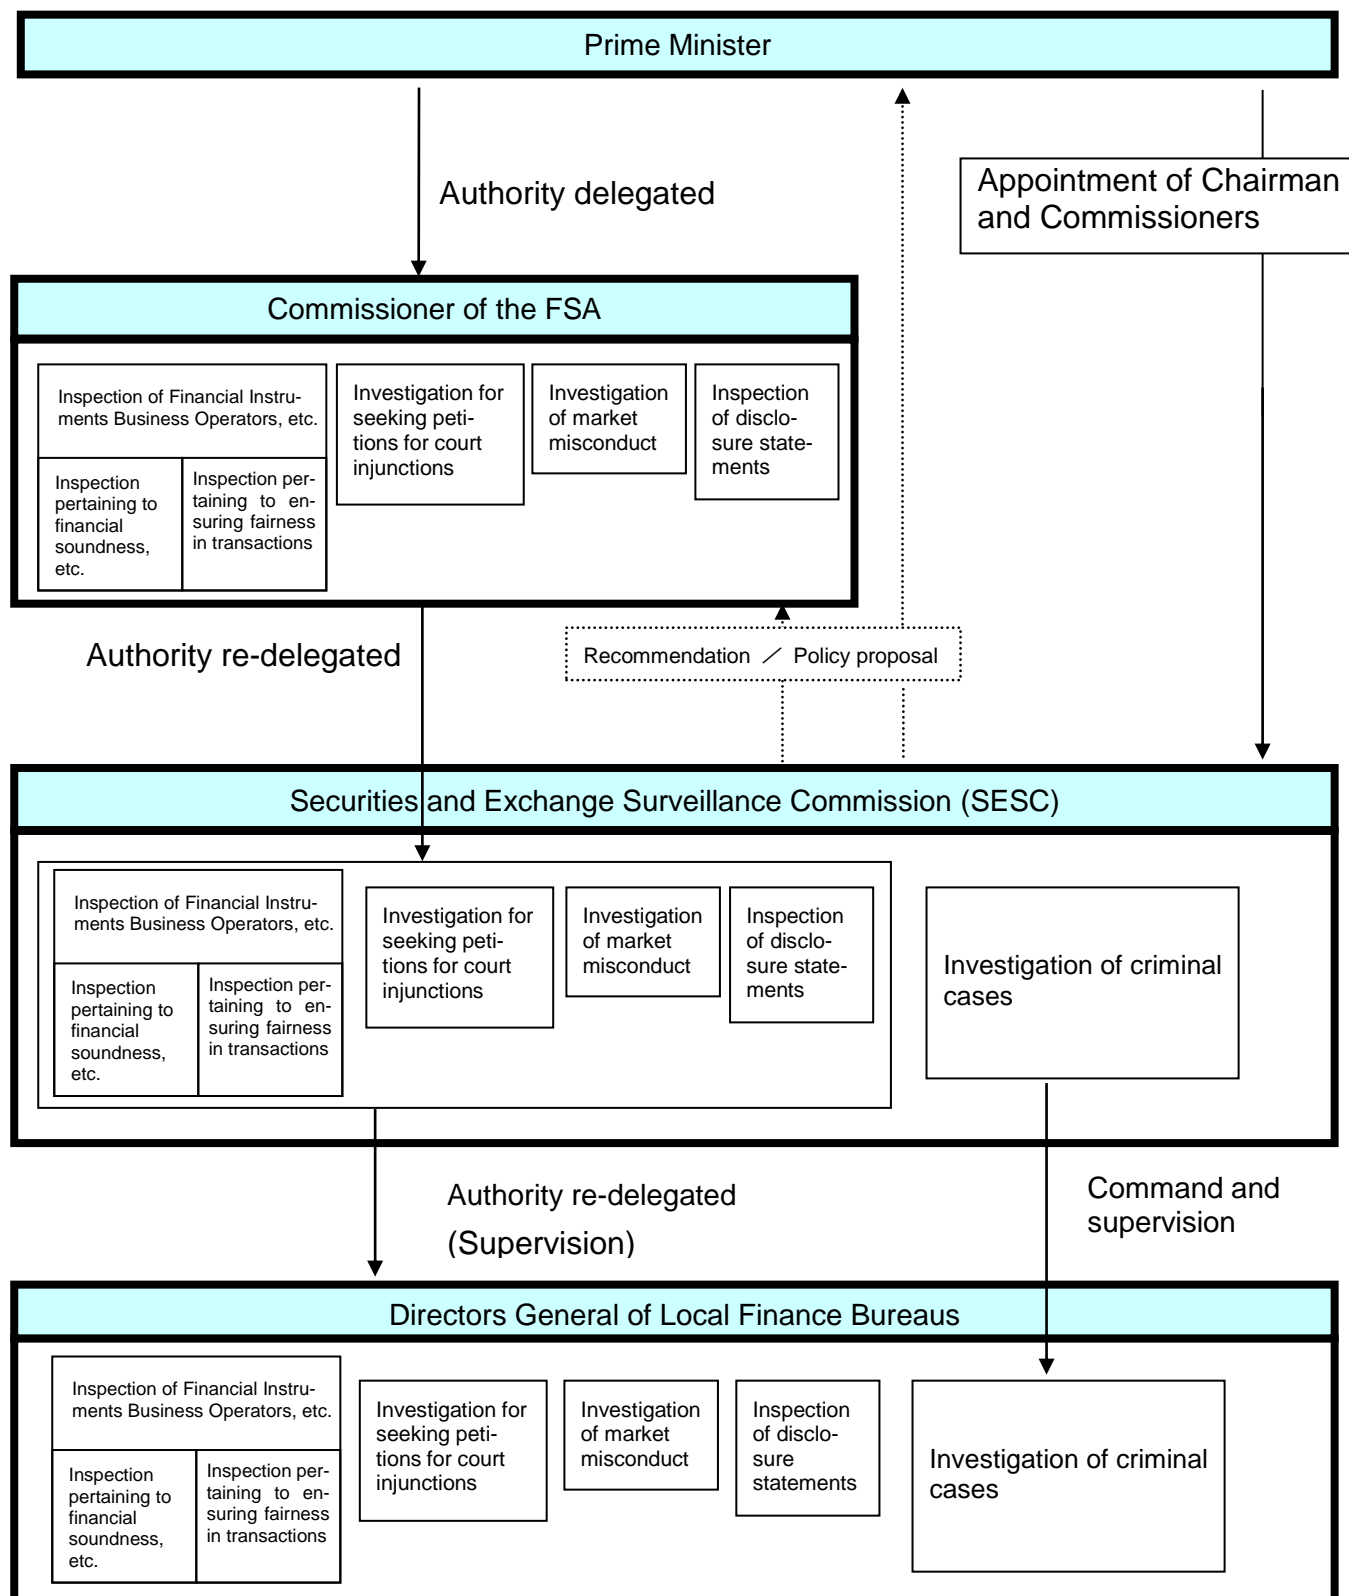 Prime Minister
Authority delegated
Appointment of Chairman
and Commissioners
Commissioner of the FSA
Inspection of Financial Instru-
ments Business Operators, etc.
Inspection
pertaining to
financial
soundness,
etc.
Inspection per-
taining to en-
suring fairness
in transactions
Investigation for
seeking peti-
tions for court
injunctions
Investigation
of market
misconduct
Inspection
of disclo-
sure state-
ments
Authority re-delegated
Recommendation ／ Policy proposal
Securities and Exchange Surveillance Commission (SESC)
Inspection of Financial Instru-
ments Business Operators, etc.
Inspection
pertaining to
financial
soundness,
etc.
Inspection per-
taining to en-
suring fairness
in transactions
Investigation for
seeking peti-
tions for court
injunctions
Investigation
of market
misconduct
Inspection
of disclo-
sure state-
ments
Investigation of criminal
cases
Authority re-delegated
(Supervision)
Command and
supervision
Directors General of Local Finance Bureaus
Inspection of Financial Instru-
ments Business Operators, etc.
Inspection
pertaining to
financial
soundness,
etc.
Inspection per-
taining to en-
suring fairness
in transactions
Investigation for
seeking peti-
tions for court
injunctions
Investigation
of market
misconduct
Inspection
of disclo-
sure
statements
Investigation of criminal
cases